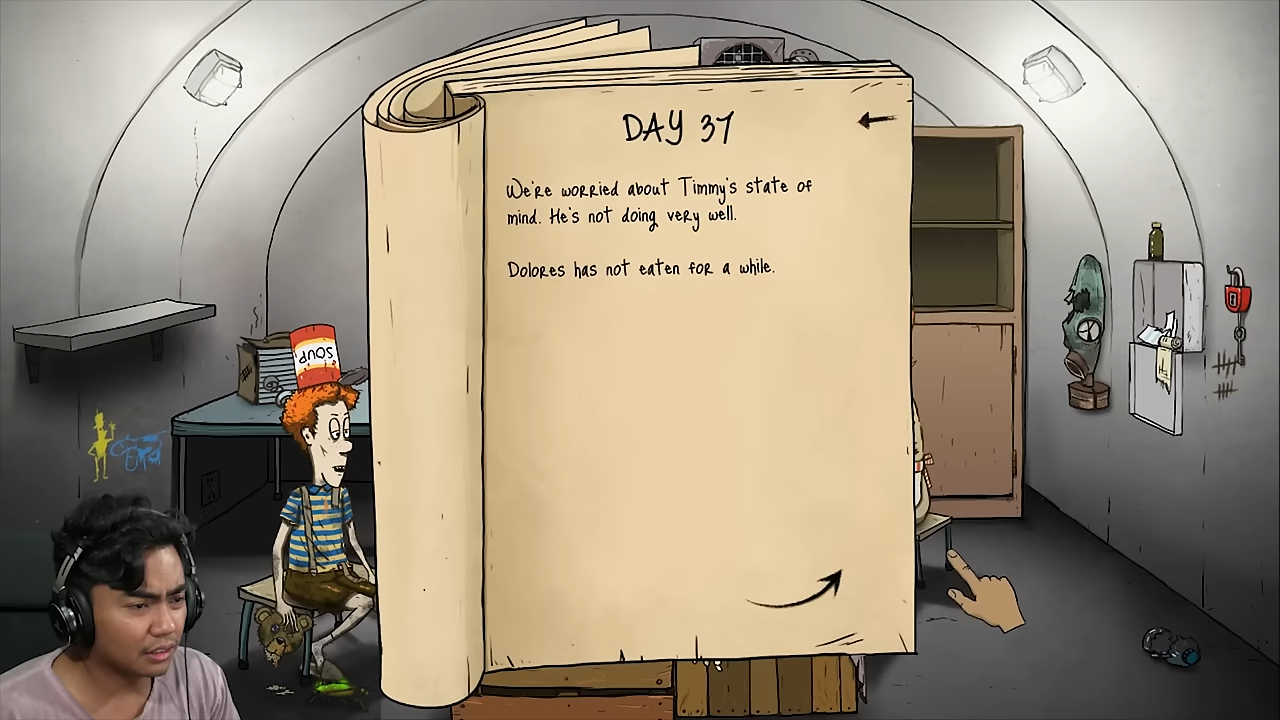 DAY 37
We're worried about Timmy's state of
mind. He's not doing very well.
Dolores has not eaten for a while.
SOUP